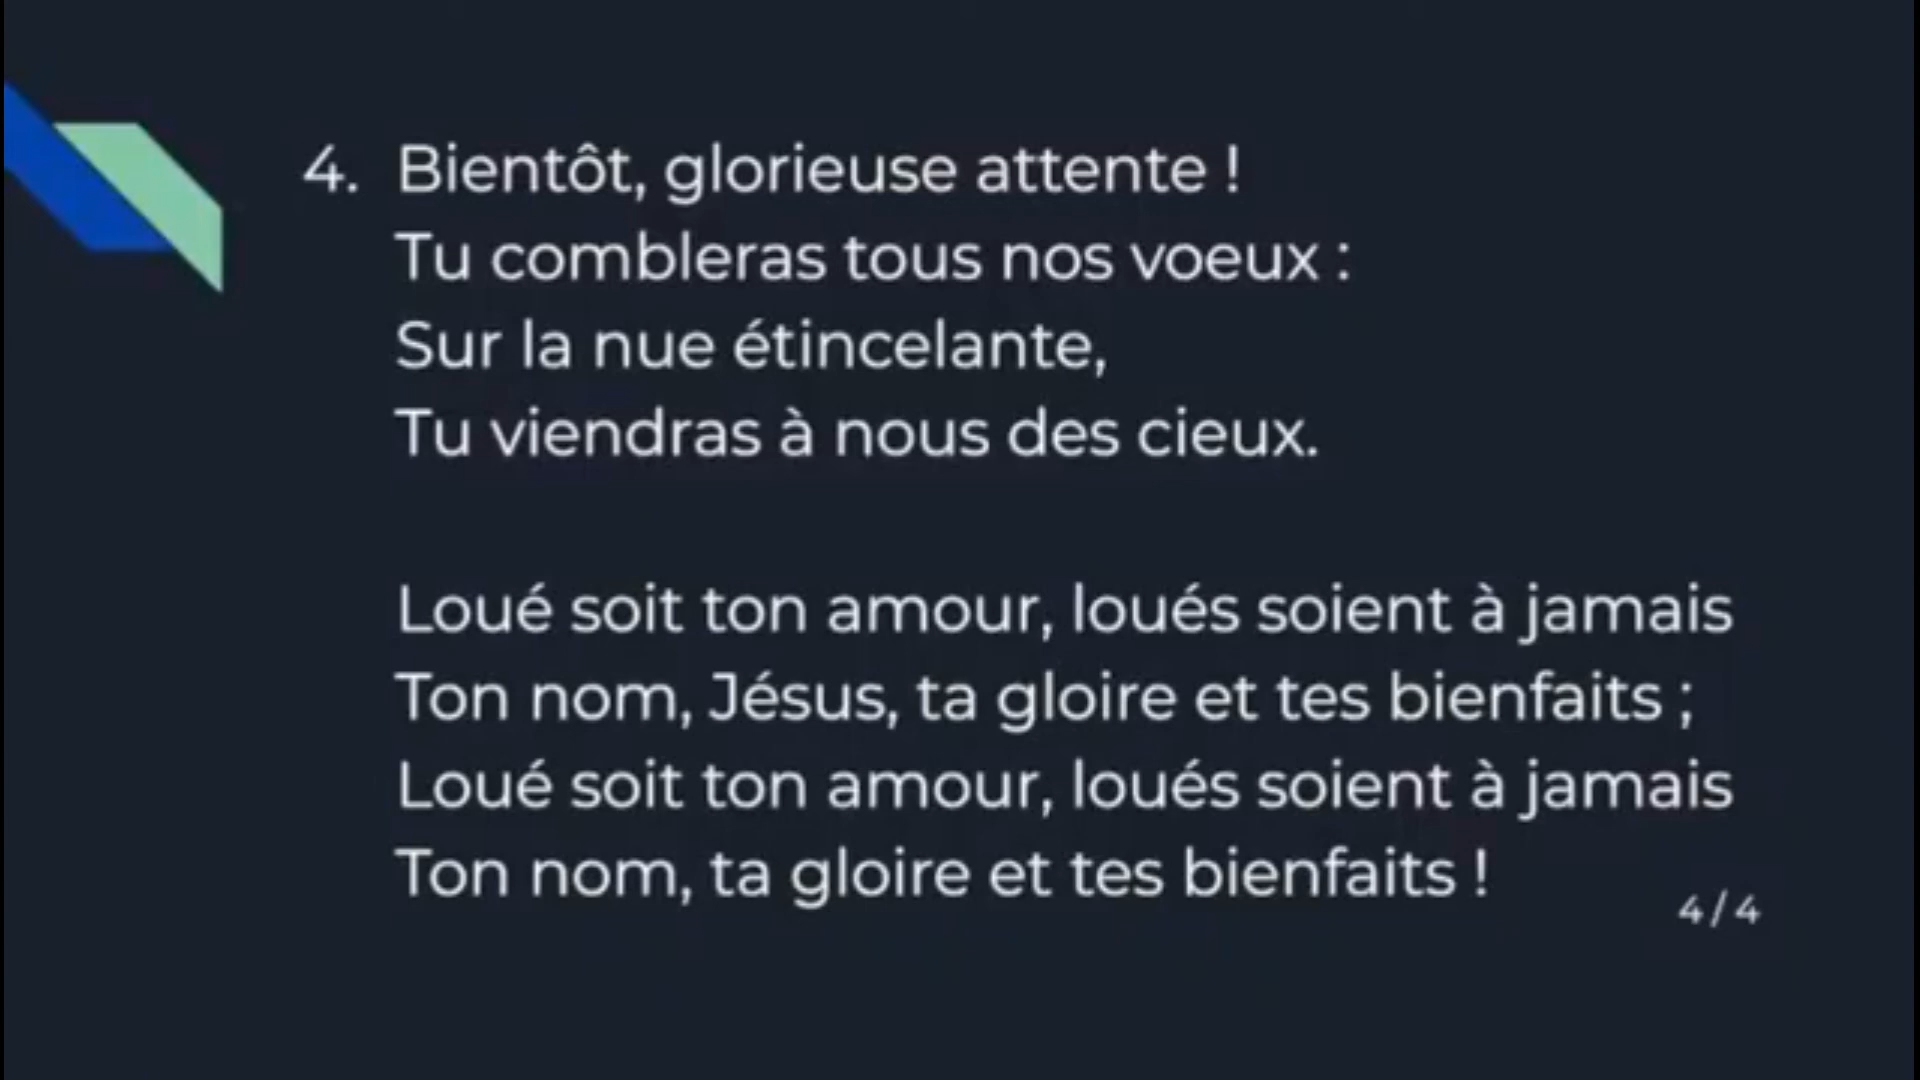 4. Bientôt, glorieuse attente !
Tu combleras tous nos voeux :
Sur la nue étincelante,
Tu viendras à nous des cieux.
Loué soit ton amour, loués soient à jamais
Ton nom, Jésus, ta gloire et tes bienfaits ;
Loué soit ton amour, loués soient à jamais
Ton nom, ta gloire et tes bienfaits !
4 / 4